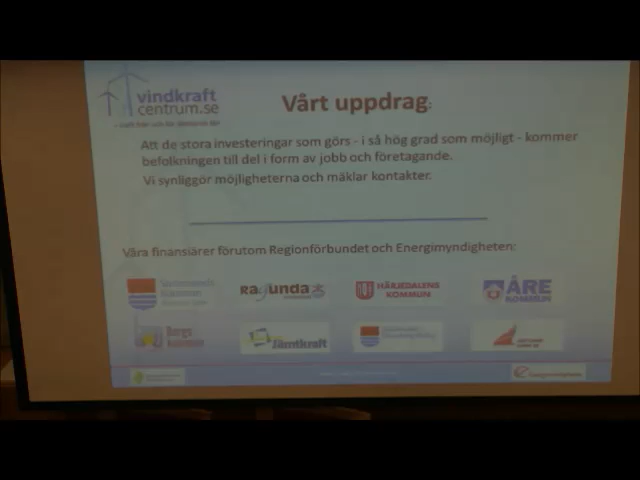 vindkraft
centrum.se
Vårt uppdrag:
Att de stora investeringar som görs - i så hög grad som möjligt - kommer
befolkningen till del i form av jobb och företagande.
Vi synliggör möjligheterna och mäklar kontakter.
Våra finansiärer förutom Regionförbundet och Energimyndigheten:
Ragunda
HÄRJEDALENS
KOMMUN
ÅRE
KOMMUN
Bergs
kommun
Jämtkraft